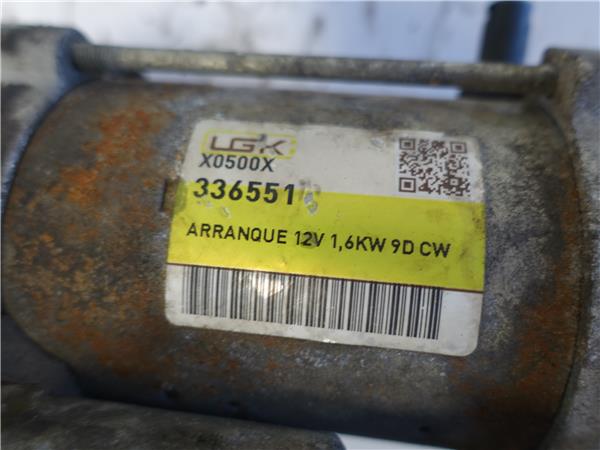 LGK
X0500X
336551
ARRANQUE 12V 1,6KW 9D CW